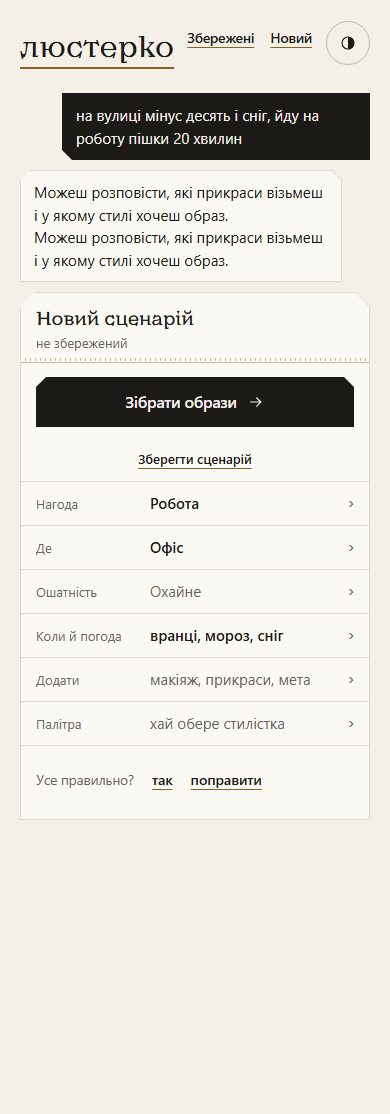 люстерко
Збережені
Новий
на вулиці мінус десять і сніг, йду на
роботу пішки 20 хвилин
Можеш розповісти, які прикраси візьмеш
і у якому стилі хочеш образ.
Можеш розповісти, які прикраси візьмеш
і у якому стилі хочеш образ.
Новий сценарій
не збережений
Зібрати образи →
Зберегти сценарій
Нагода Робота ›
Де Офіс ›
Ошатність Охайне ›
Коли й погода вранці, мороз, сніг ›
Додати макіяж, прикраси, мета ›
Палітра хай обере стилістка ›
Усе правильно? так поправити